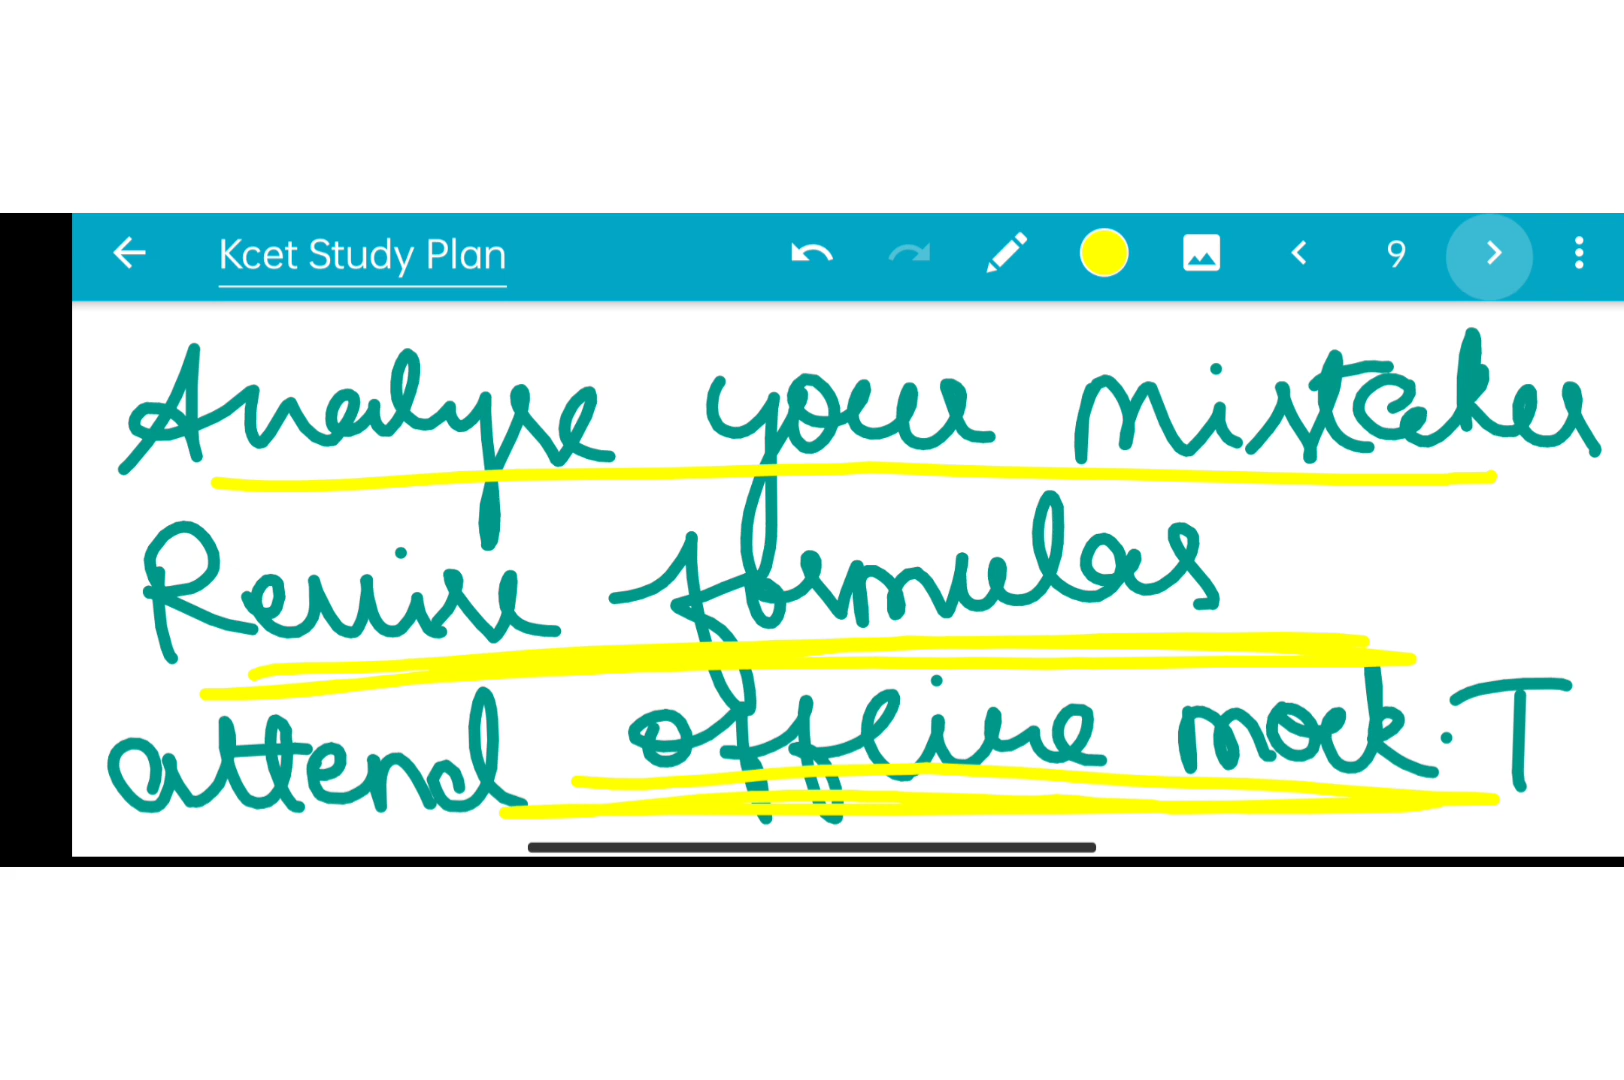 Kcet Study Plan 9
Analyse your mistakes
Revise formulas
attend offline mock.T